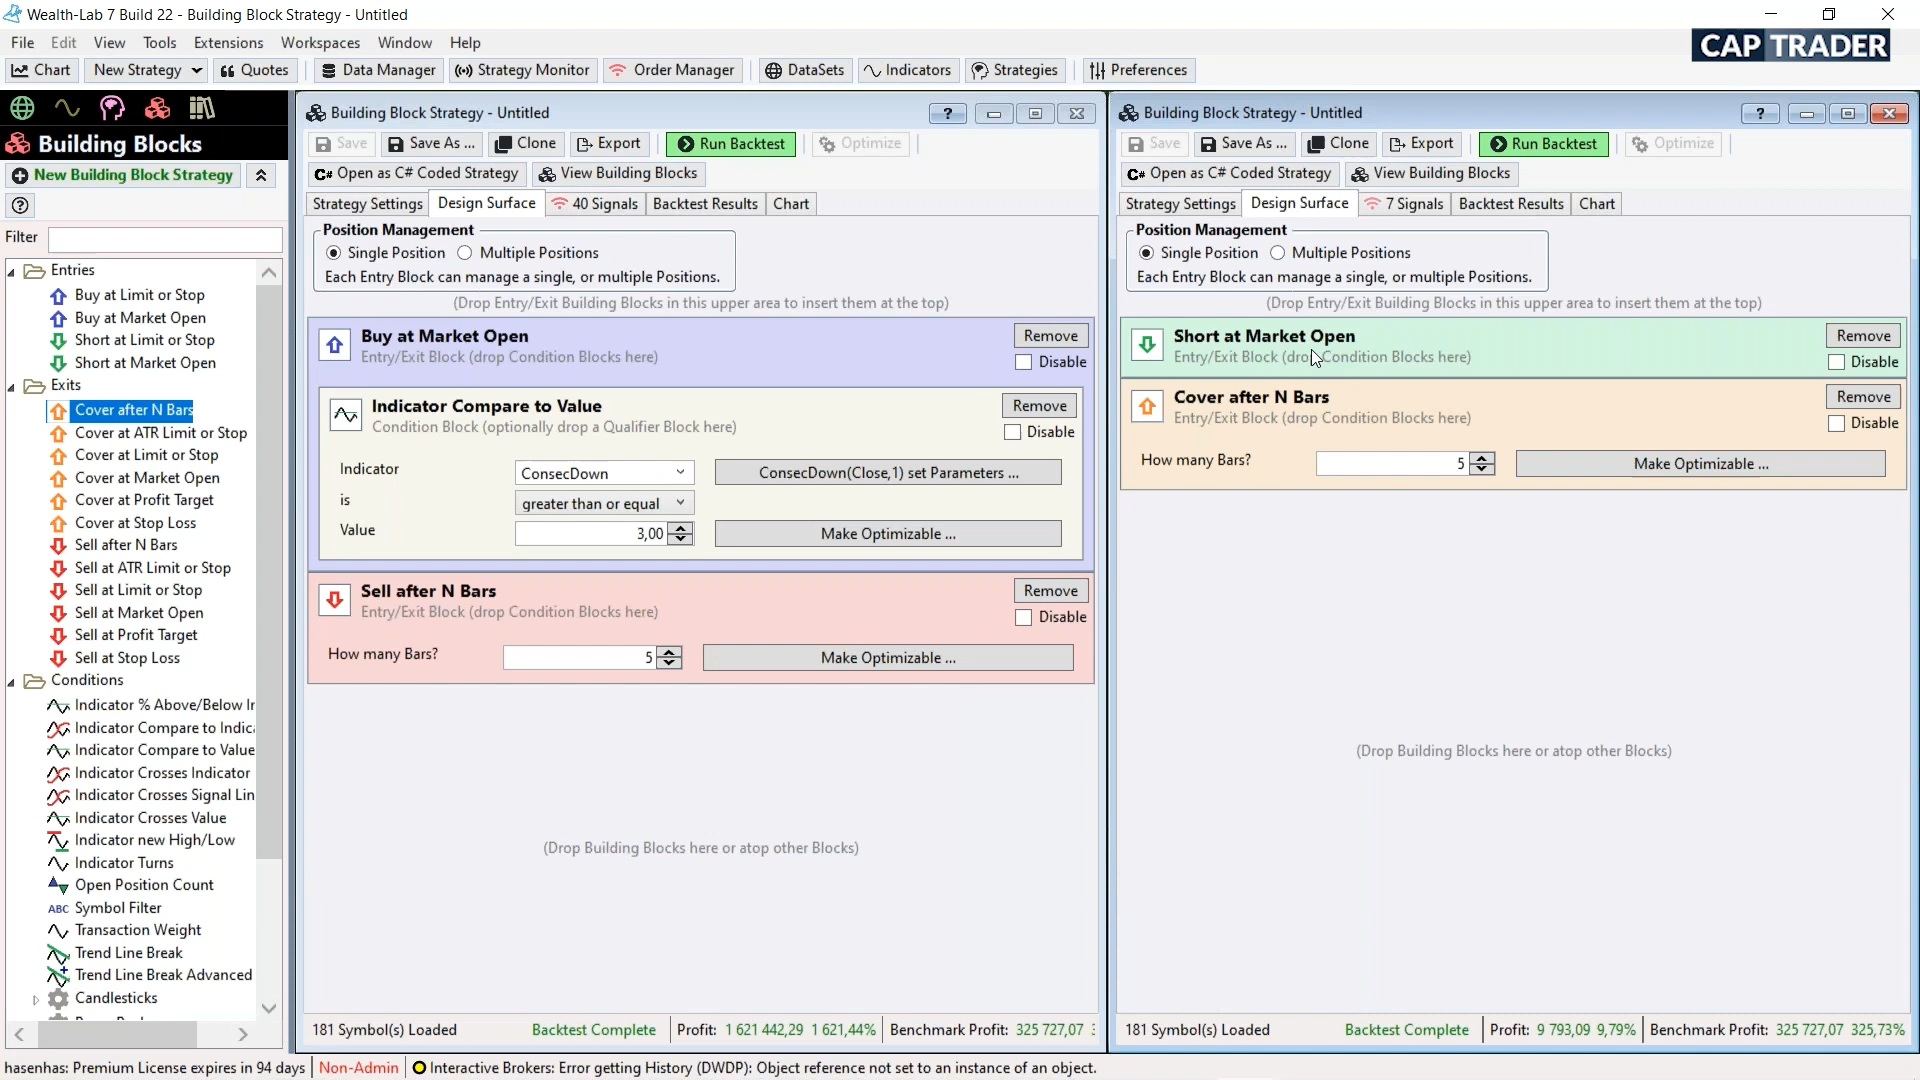 Wealth-Lab 7 Build 22 - Building Block Strategy - Untitled
File Edit View Tools Extensions Workspaces Window Help
CAP TRADER
Chart New Strategy Quotes Data Manager Strategy Monitor Order Manager DataSets Indicators Strategies Preferences
Building Blocks
New Building Block Strategy
Filter
Entries
Buy at Limit or Stop
Buy at Market Open
Short at Limit or Stop
Short at Market Open
Exits
Cover after N Bars
Cover at ATR Limit or Stop
Cover at Limit or Stop
Cover at Market Open
Cover at Profit Target
Cover at Stop Loss
Sell after N Bars
Sell at ATR Limit or Stop
Sell at Limit or Stop
Sell at Market Open
Sell at Profit Target
Sell at Stop Loss
Conditions
Indicator % Above/Below Ir
Indicator Compare to Indica
Indicator Compare to Value
Indicator Crosses Indicator
Indicator Crosses Signal Lin
Indicator Crosses Value
Indicator new High/Low
Indicator Turns
Open Position Count
ABC Symbol Filter
Transaction Weight
Trend Line Break
Trend Line Break Advanced
Candlesticks
Building Block Strategy - Untitled
Save Save As ... Clone Export Run Backtest Optimize
C# Open as C# Coded Strategy View Building Blocks
Strategy Settings Design Surface 40 Signals Backtest Results Chart
Position Management
Single Position Multiple Positions
Each Entry Block can manage a single, or multiple Positions.
(Drop Entry/Exit Building Blocks in this upper area to insert them at the top)
Buy at Market Open Remove
Entry/Exit Block (drop Condition Blocks here) Disable
Indicator Compare to Value Remove
Condition Block (optionally drop a Qualifier Block here) Disable
Indicator ConsecDown ConsecDown(Close,1) set Parameters ...
is greater than or equal
Value 3,00 Make Optimizable ...
Sell after N Bars Remove
Entry/Exit Block (drop Condition Blocks here) Disable
How many Bars? 5 Make Optimizable ...
(Drop Building Blocks here or atop other Blocks)
181 Symbol(s) Loaded Backtest Complete Profit: 1 621 442,29 1 621,44% Benchmark Profit: 325 727,07
Building Block Strategy - Untitled
Save Save As ... Clone Export Run Backtest Optimize
C# Open as C# Coded Strategy View Building Blocks
Strategy Settings Design Surface 7 Signals Backtest Results Chart
Position Management
Single Position Multiple Positions
Each Entry Block can manage a single, or multiple Positions.
(Drop Entry/Exit Building Blocks in this upper area to insert them at the top)
Short at Market Open Remove
Entry/Exit Block (drop Condition Blocks here) Disable
Cover after N Bars Remove
Entry/Exit Block (drop Condition Blocks here) Disable
How many Bars? 5 Make Optimizable ...
(Drop Building Blocks here or atop other Blocks)
181 Symbol(s) Loaded Backtest Complete Profit: 9 793,09 9,79% Benchmark Profit: 325 727,07 325,73%
hasenhas: Premium License expires in 94 days Non-Admin Interactive Brokers: Error getting History (DWDP): Object reference not set to an instance of an object.